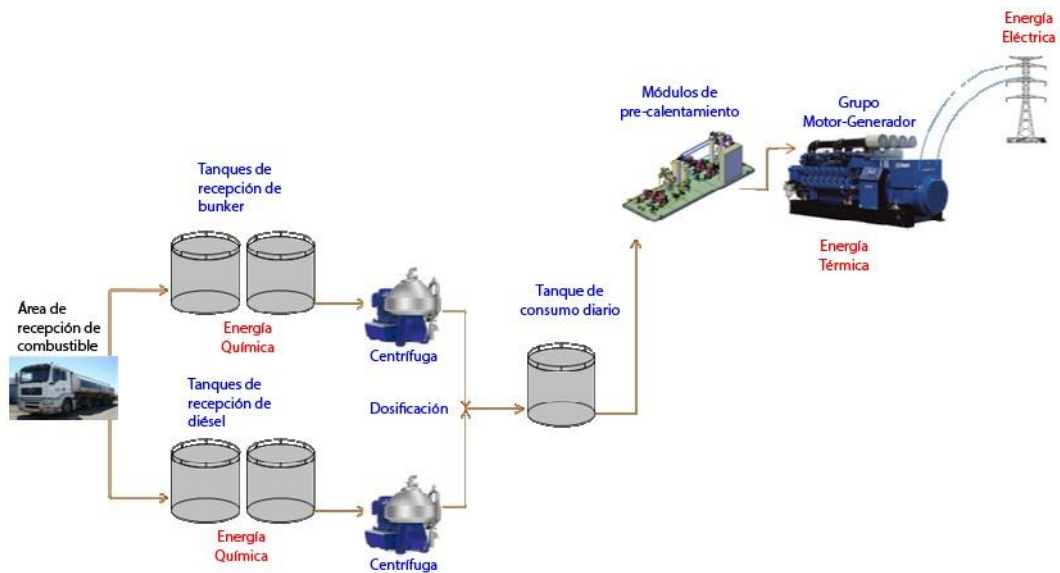 Área de
recepción de
combustible
Tanques de
recepción de
bunker
Energía
Química
Centrífuga
Tanques de
recepción de
diésel
Energía
Química
Centrífuga
Dosificación
Tanque de
consumo diario
Módulos de
pre-calentamiento
Grupo
Motor-Generador
Energía
Térmica
Energía
Eléctrica